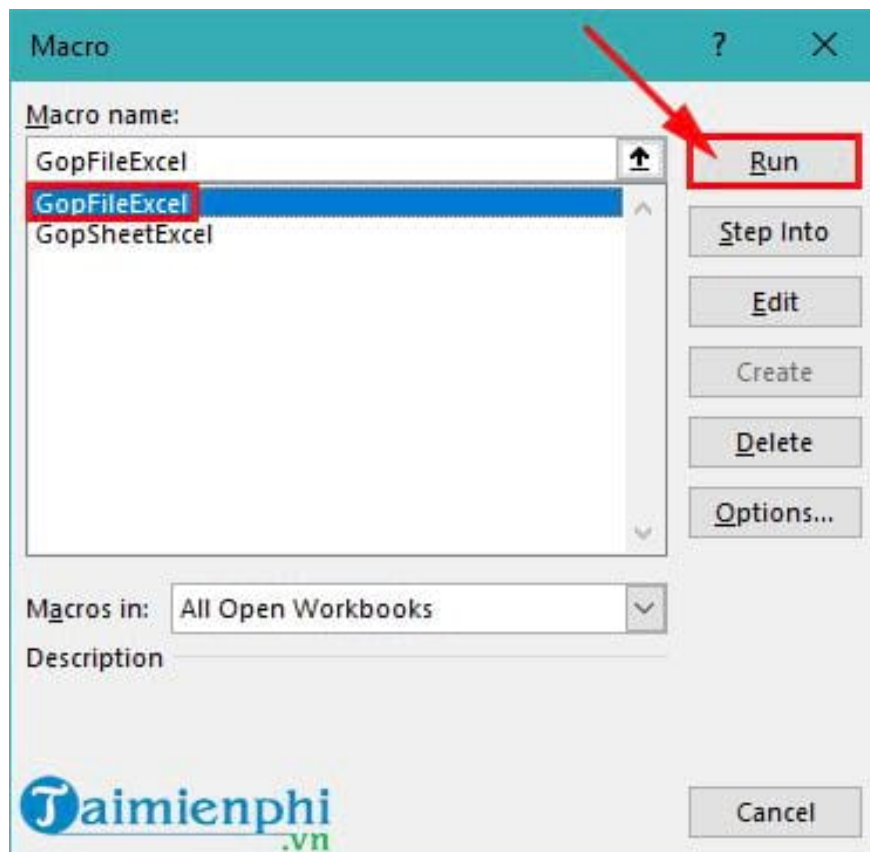 Macro ? ✕
Macro name:
GopFileExcel
Run
GopFileExcel
GopSheetExcel
Step Into
Edit
Create
Delete
Options...
Macros in: All Open Workbooks
Description
Taimienphi
.vn
Cancel